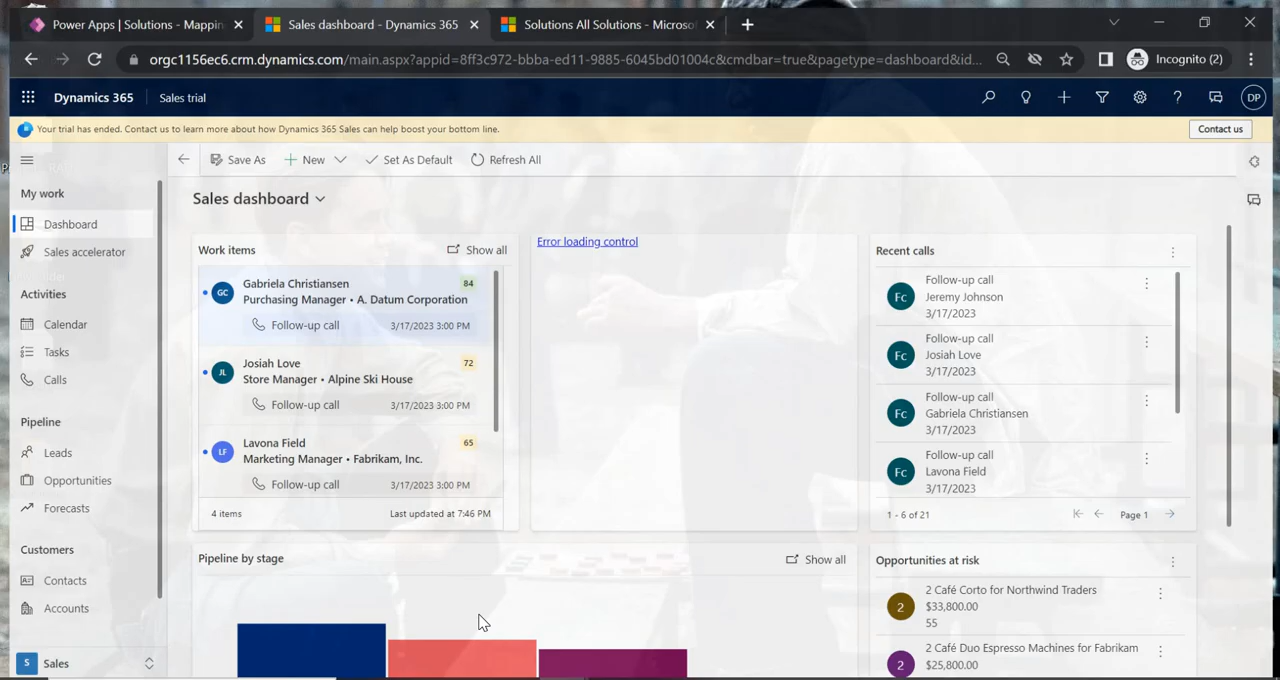 Power Apps | Solutions - Mappin
Sales dashboard - Dynamics 365
Solutions All Solutions - Microso
orgc1156ec6.crm.dynamics.com/main.aspx?appid=8ff3c972-bbba-ed11-9885-6045bd01004c&cmdbar=true&pagetype=dashboard&id...
Incognito (2)
Dynamics 365
Sales trial
DP
Your trial has ended. Contact us to learn more about how Dynamics 365 Sales can help boost your bottom line.
Contact us
Save As
New
Set As Default
Refresh All
My work
Dashboard
Sales accelerator
Activities
Calendar
Tasks
Calls
Pipeline
Leads
Opportunities
Forecasts
Customers
Contacts
Accounts
S Sales
Sales dashboard
Work items
Show all
GC
Gabriela Christiansen
84
Purchasing Manager • A. Datum Corporation
Follow-up call
3/17/2023 3:00 PM
JL
Josiah Love
72
Store Manager • Alpine Ski House
Follow-up call
3/17/2023 3:00 PM
LF
Lavona Field
65
Marketing Manager • Fabrikam, Inc.
Follow-up call
3/17/2023 3:00 PM
4 items
Last updated at 7:46 PM
Error loading control
Recent calls
Fc
Follow-up call
Jeremy Johnson
3/17/2023
Fc
Follow-up call
Josiah Love
3/17/2023
Fc
Follow-up call
Gabriela Christiansen
3/17/2023
Fc
Follow-up call
Lavona Field
3/17/2023
1 - 6 of 21
Page 1
Pipeline by stage
Show all
Opportunities at risk
2
2 Café Corto for Northwind Traders
$33,800.00
55
2
2 Café Duo Espresso Machines for Fabrikam
$25,800.00